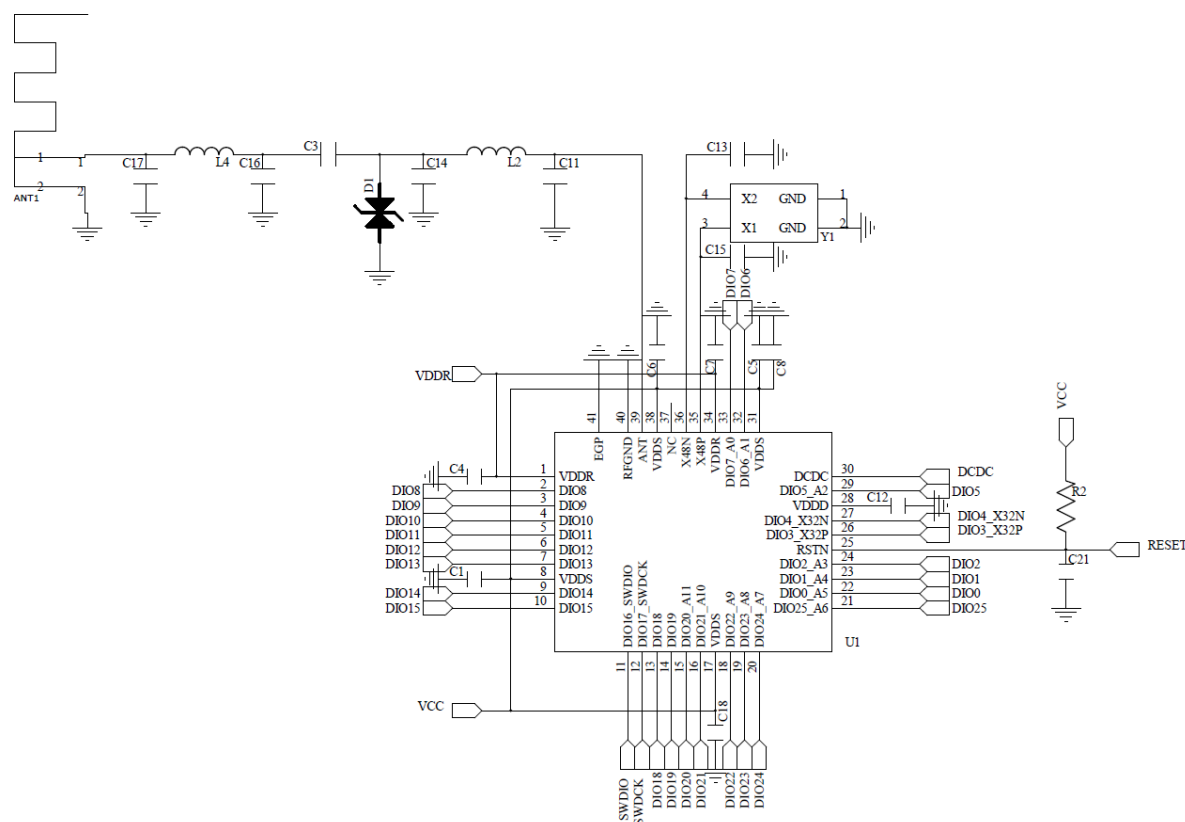 C3
C17
L4
C16
D1
C14
L2
C11
1
1
2
2
ANT1
C13
4
X2
GND
1
3
X1
GND
2
Y1
C15
DIO7
DIO6
C6
C7
C5
C8
VDDR
VCC
41
40
39
38
37
36
35
34
33
32
31
EGP
RFGND
ANT
VDDS
NC
X48N
X48P
VDDR
DIO7_A0
DIO6_A1
VDDS
C4
1
VDDR
DIO8
2
DIO8
DIO9
3
DIO9
DIO10
4
DIO10
DIO11
5
DIO11
DIO12
6
DIO12
DIO13
7
DIO13
C1
8
VDDS
DIO14
9
DIO14
DIO15
10
DIO15
DCDC
30
DCDC
DIO5_A2
29
DIO5
VDDD
28
C12
DIO4_X32N
27
DIO4_X32N
DIO3_X32P
26
DIO3_X32P
RSTN
25
RESET
DIO2_A3
24
DIO2
DIO1_A4
23
DIO1
DIO0_A5
22
DIO0
DIO25_A6
21
DIO25
R2
C21
DIO16_SWDIO
DIO17_SWDCK
DIO18
DIO19
DIO20_A11
DIO21_A10
VDDS
DIO22_A9
DIO23_A8
DIO24_A7
U1
11
12
13
14
15
16
17
18
19
20
VCC
C18
SWDIO
SWDCK
DIO18
DIO19
DIO20
DIO21
DIO22
DIO23
DIO24